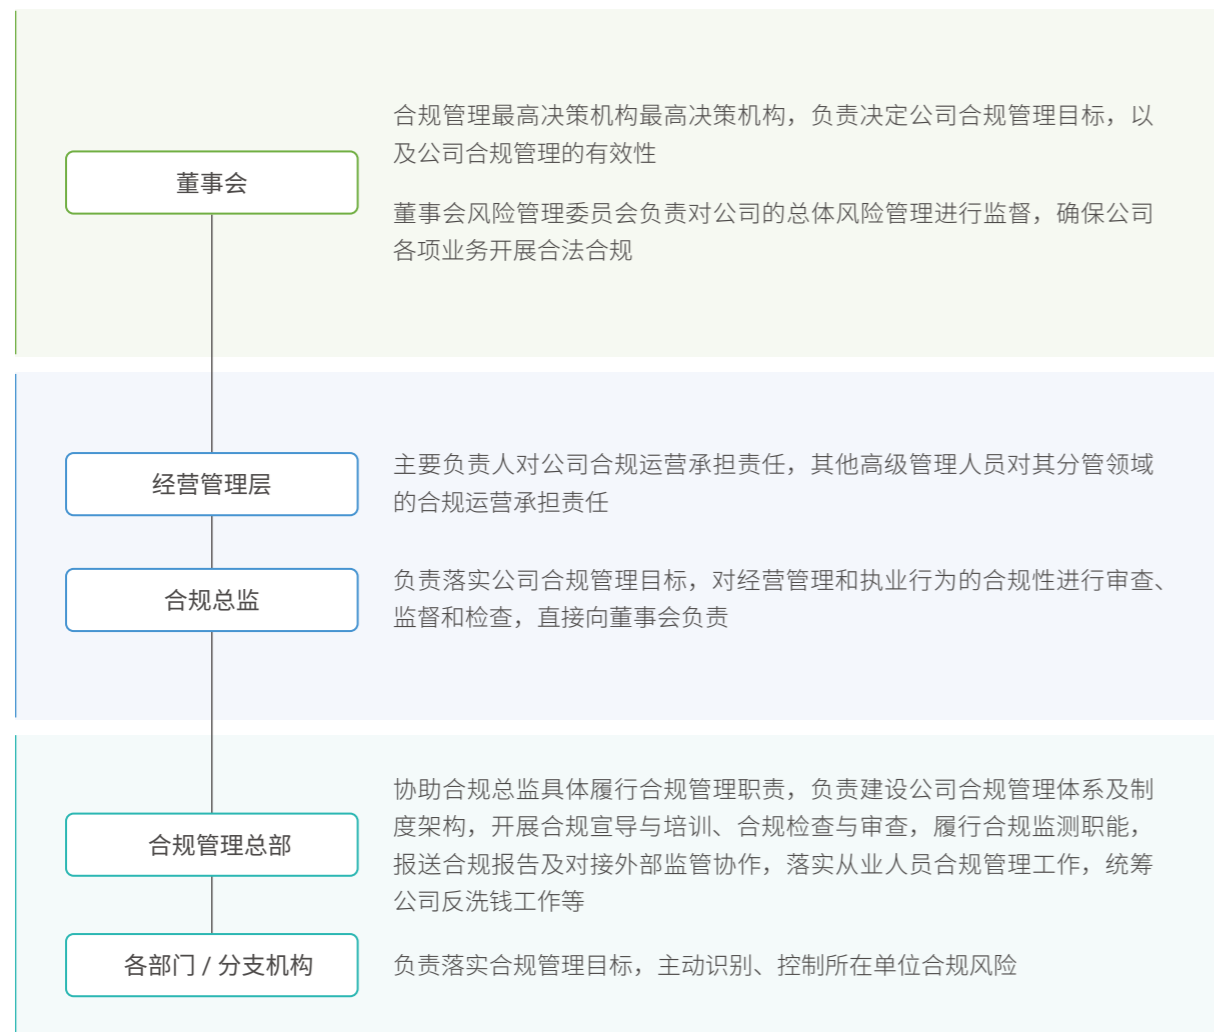 董事会
合规管理最高决策机构最高决策机构，负责决定公司合规管理目标，以
及公司合规管理的有效性
董事会风险管理委员会负责对公司的总体风险管理进行监督，确保公司
各项业务开展合法合规
经营管理层
主要负责人对公司合规运营承担责任，其他高级管理人员对其分管领域
的合规运营承担责任
合规总监
负责落实公司合规管理目标，对经营管理和执业行为的合规性进行审查、
监督和检查，直接向董事会负责
合规管理总部
协助合规总监具体履行合规管理职责，负责建设公司合规管理体系及制
度架构，开展合规宣导与培训、合规检查与审查，履行合规监测职能，
报送合规报告及对接外部监管协作，落实从业人员合规管理工作，统筹
公司反洗钱工作等
各部门 / 分支机构
负责落实合规管理目标，主动识别、控制所在单位合规风险